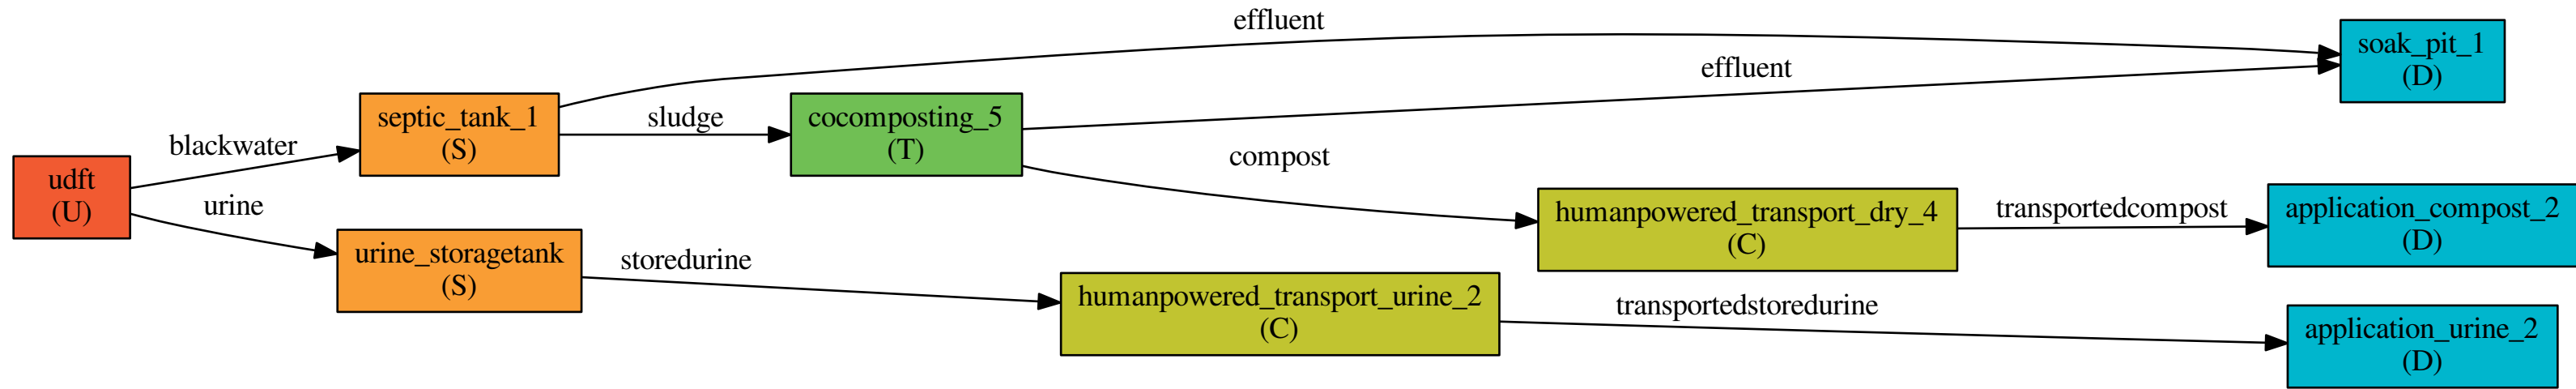 udft
(U)
blackwater
urine
septic_tank_1
(S)
urine_storagetank
(S)
effluent
sludge
storedurine
cocomposting_5
(T)
effluent
compost
humanpowered_transport_urine_2
(C)
humanpowered_transport_dry_4
(C)
transportedcompost
transportedstoredurine
soak_pit_1
(D)
application_compost_2
(D)
application_urine_2
(D)